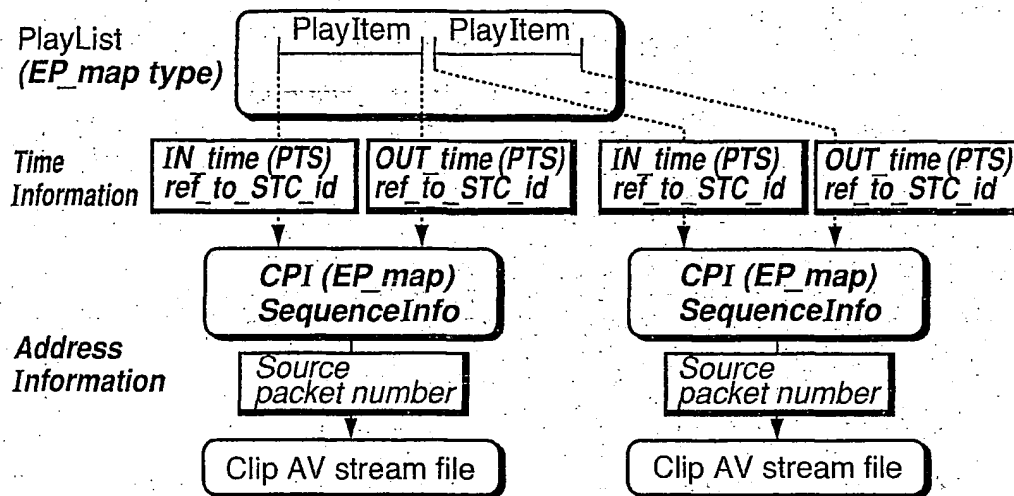 PlayItem PlayItem
PlayList
(EP_map type)
Time
Information
IN_time (PTS)
ref_to_STC_id
OUT_time (PTS)
ref_to_STC_id
IN_time (PTS)
ref_to_STC_id
OUT_time (PTS)
ref_to_STC_id
CPI (EP_map)
SequenceInfo
CPI (EP_map)
SequenceInfo
Address
Information
Source
packet number
Source
packet number
Clip AV stream file
Clip AV stream file